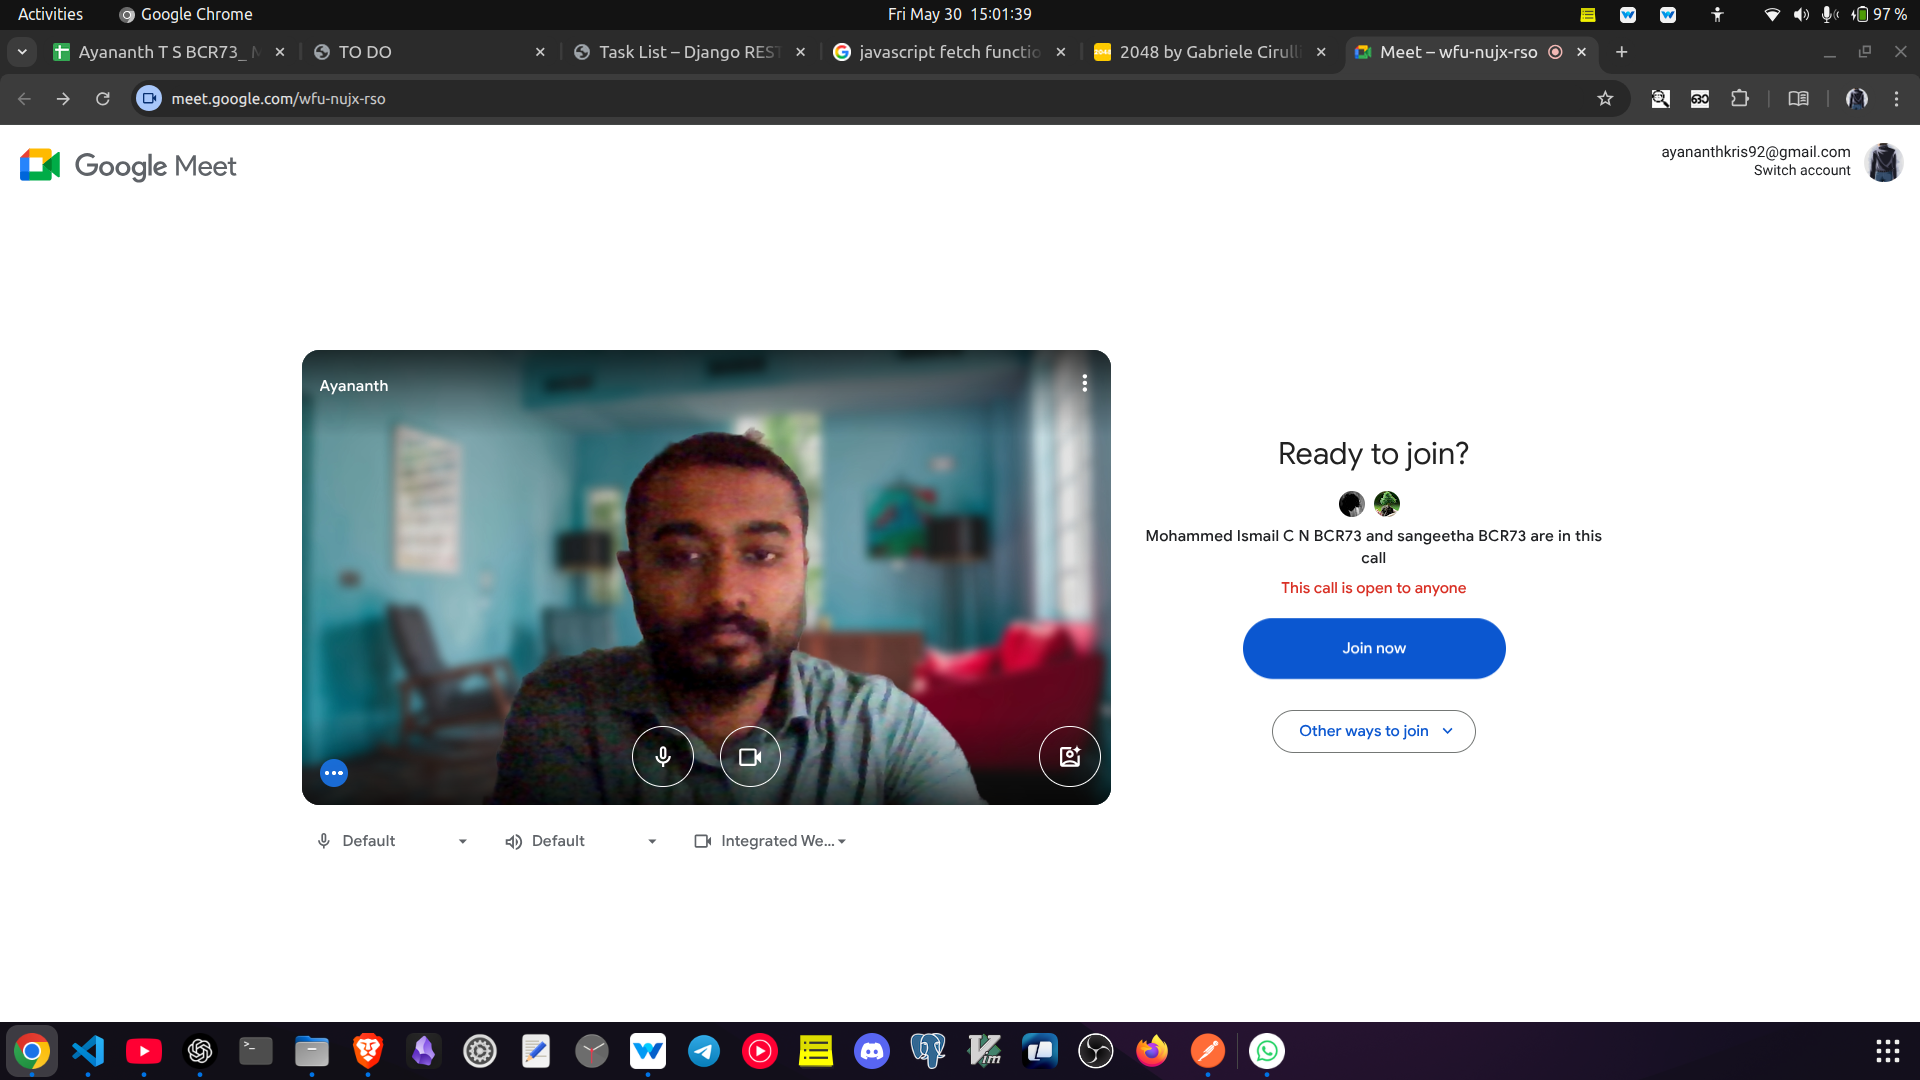 Activities
Google Chrome
Fri May 30 15:01:39
97 %
Ayananth T S BCR73_
TO DO
Task List – Django REST
javascript fetch functio
2048 by Gabriele Cirulli
Meet – wfu-nujx-rso
meet.google.com/wfu-nujx-rso
Google Meet
ayananthkris92@gmail.com
Switch account
Ayananth
Ready to join?
Mohammed Ismail C N BCR73 and sangeetha BCR73 are in this
call
This call is open to anyone
Join now
Other ways to join
Default
Default
Integrated We...